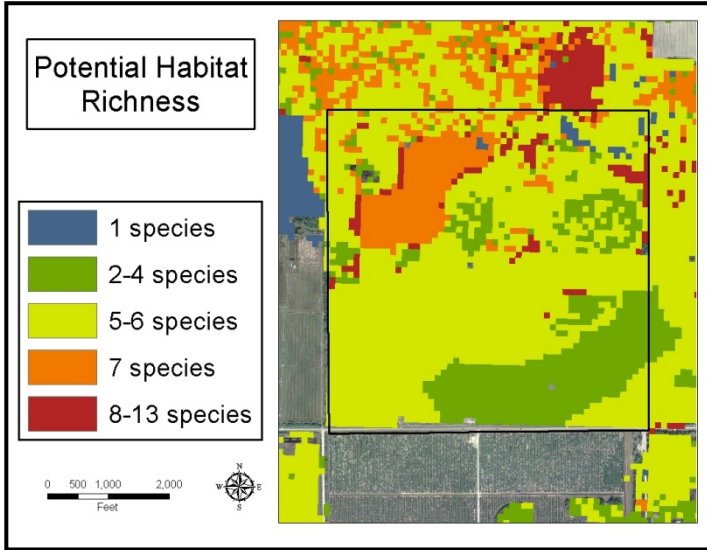 Potential Habitat
Richness
1 species
2-4 species
5-6 species
7 species
8-13 species
0 500 1,000 2,000
Feet
N
W E
S